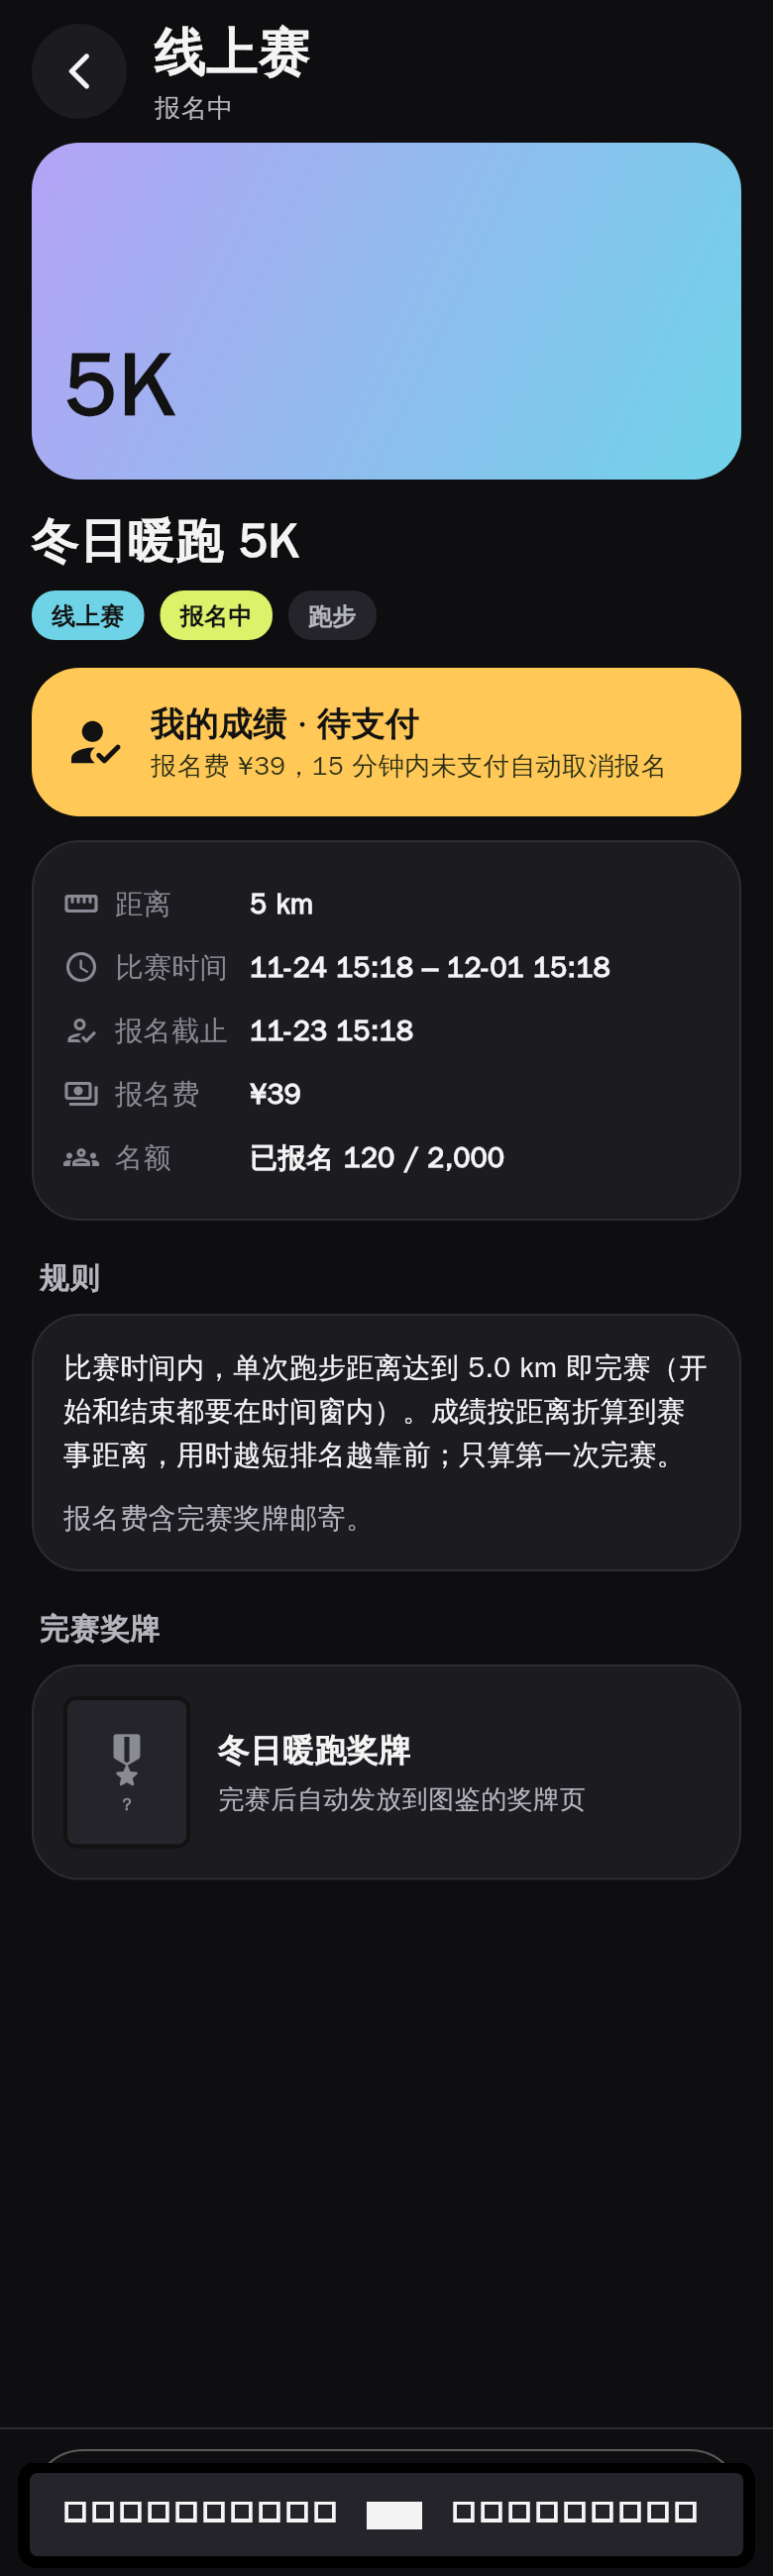 线上赛
报名中
5K
冬日暖跑 5K
线上赛 报名中 跑步
我的成绩 · 待支付
报名费 ¥39，15 分钟内未支付自动取消报名
距离 5 km
比赛时间 11-24 15:18 – 12-01 15:18
报名截止 11-23 15:18
报名费 ¥39
名额 已报名 120 / 2,000
规则
比赛时间内，单次跑步距离达到 5.0 km 即完赛（开
始和结束都要在时间窗内）。成绩按距离折算到赛
事距离，用时越短排名越靠前；只算第一次完赛。
报名费含完赛奖牌邮寄。
完赛奖牌
?
冬日暖跑奖牌
完赛后自动发放到图鉴的奖牌页